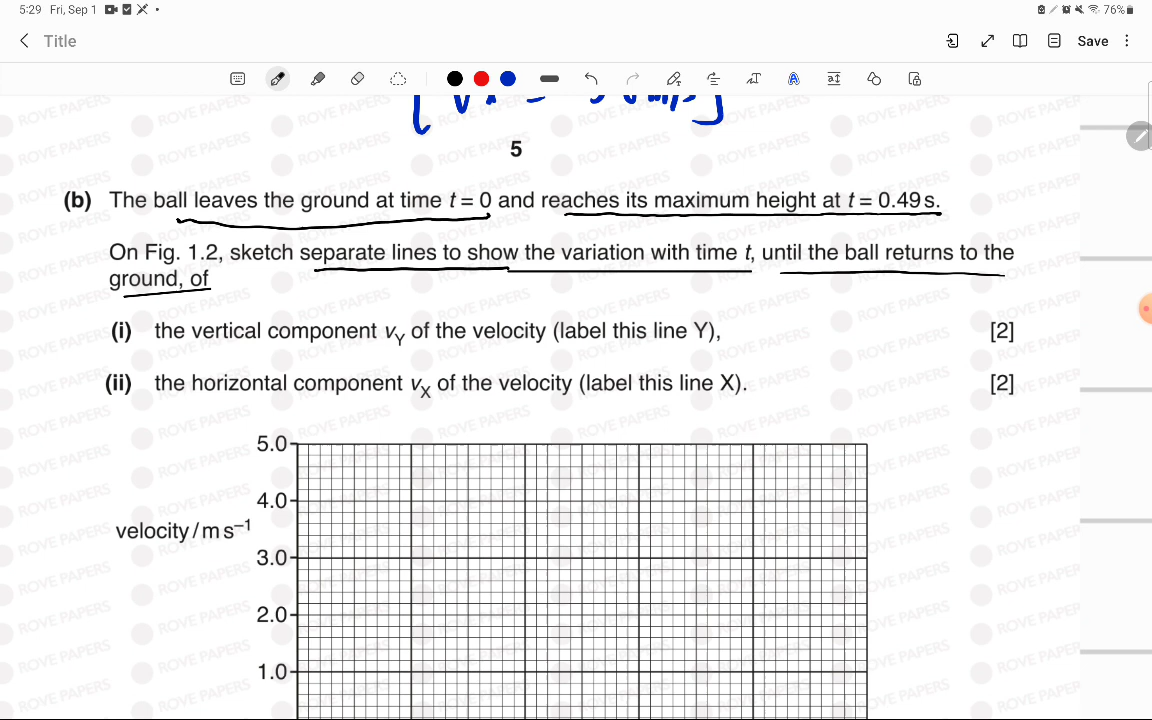 5:29 Fri, Sep 1 76%
Title Save
5
(b) The ball leaves the ground at time t = 0 and reaches its maximum height at t = 0.49 s.
On Fig. 1.2, sketch separate lines to show the variation with time t, until the ball returns to the
ground, of
(i) the vertical component vY of the velocity (label this line Y), [2]
(ii) the horizontal component vX of the velocity (label this line X). [2]
5.0
4.0
velocity / m s⁻¹
3.0
2.0
1.0
ROVE PAPERS